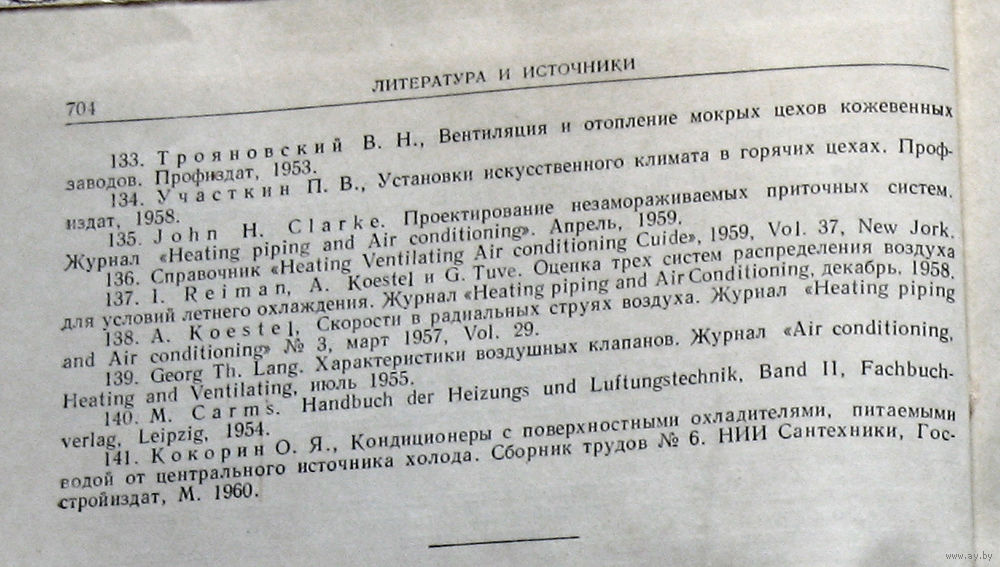 704
ЛИТЕРАТУРА И ИСТОЧНИКИ
133. Трояновский В. Н., Вентиляция и отопление мокрых цехов кожевенных
заводов. Профиздат, 1953.
134. Участкин П. В., Установки искусственного климата в горячих цехах. Проф-
издат, 1958.
135. John H. Clarke. Проектирование незамораживаемых приточных систем.
Журнал «Heating piping and Air conditioning». Апрель, 1959.
136. Справочник «Heating Ventilating Air conditioning Cuide», 1959, Vol. 37, New Jork.
137. I. Reiman, A. Koestel и G. Tuve. Оценка трех систем распределения воздуха
для условий летнего охлаждения. Журнал «Heating piping and Air Conditioning, декабрь, 1958.
138. A. Koestel, Скорости в радиальных струях воздуха. Журнал «Heating piping
and Air conditioning» № 3, март 1957, Vol. 29.
139. Georg Th. Lang. Характеристики воздушных клапанов. Журнал «Air conditioning,
Heating and Ventilating, июль 1955.
140. M. Carms. Handbuch der Heizungs und Luftungstechnik, Band II, Fachbuch-
verlag, Leipzig, 1954.
141. Кокорин О. Я., Кондиционеры с поверхностными охладителями, питаемыми
водой от центрального источника холода. Сборник трудов № 6. НИИ Сантехники, Гос-
стройиздат, М. 1960.
www.ay.by